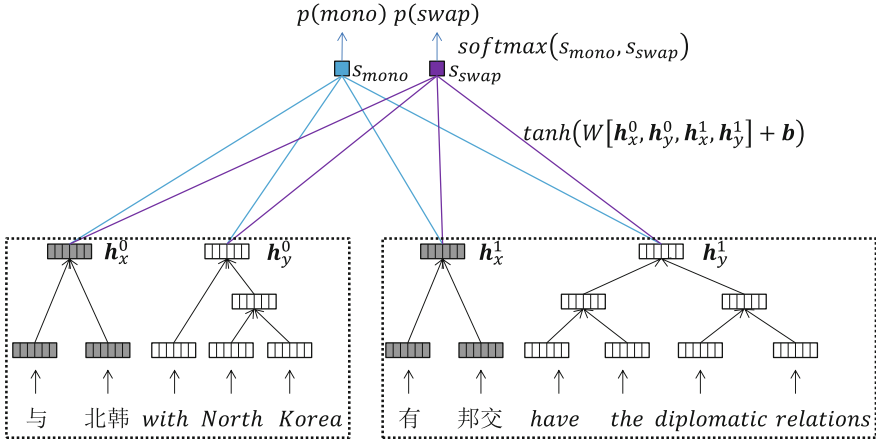 p(mono) p(swap)
softmax(s_mono, s_swap)
s_mono s_swap
tanh(W[h_x^0, h_y^0, h_x^1, h_y^1] + b)
h_x^0 h_y^0 h_x^1 h_y^1
与 北韩 with North Korea 有 邦交 have the diplomatic relations